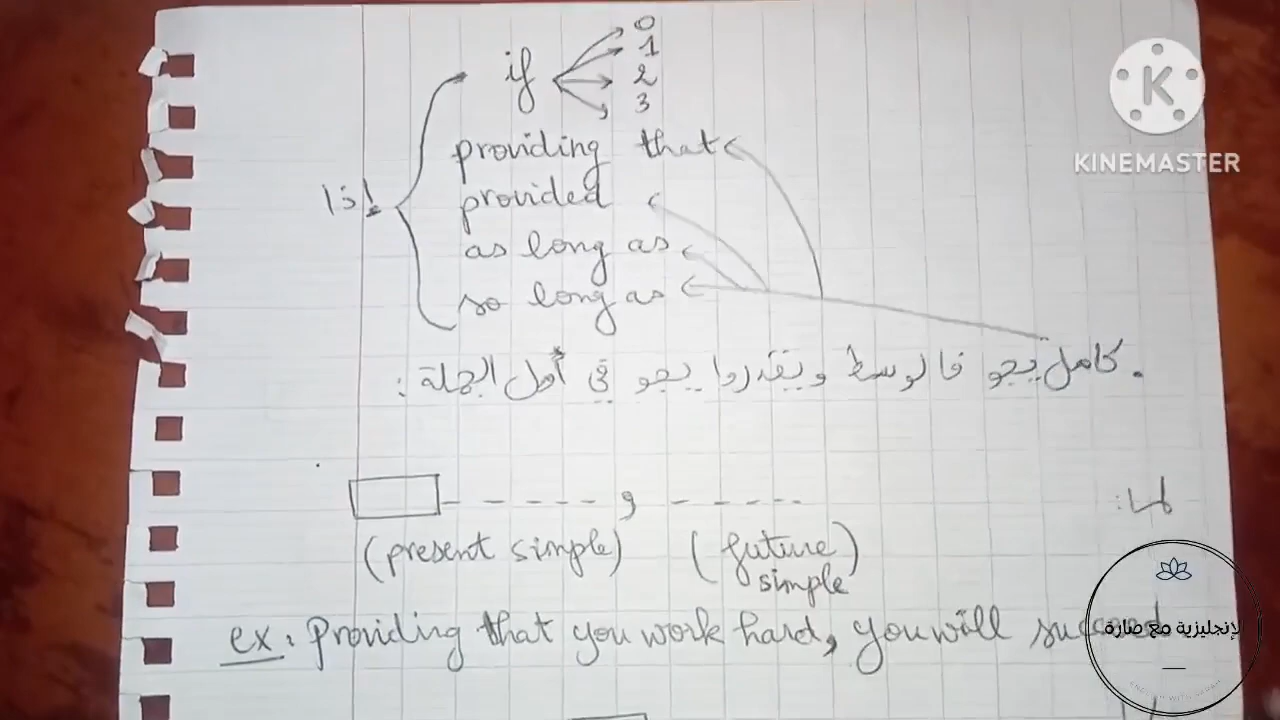 if
0
1
2
3
providing that
provided
as long as
so long as
إذا
كامل يجو فالوسط ويقدروا يجو في أول الجملة :
, إما:
(present simple) (future simple)
ex: Providing that you work hard, you will succeed
KINEMASTER
الإنجليزية مع صارة